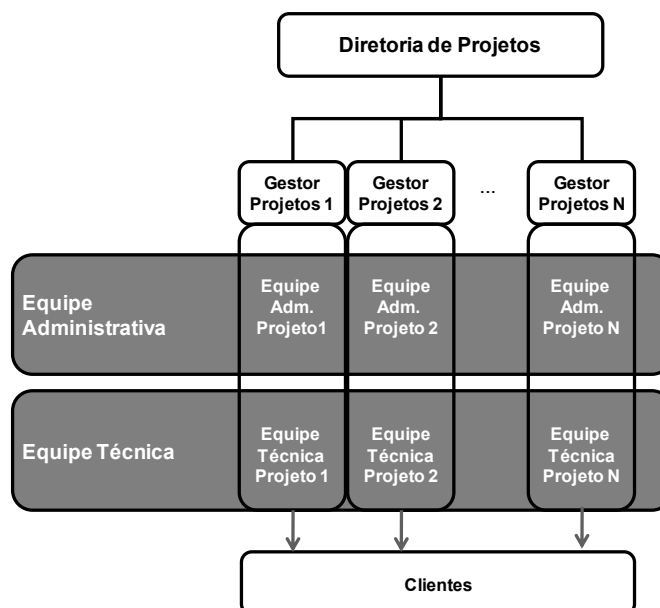 Diretoria de Projetos
Gestor
Projetos 1
Gestor
Projetos 2
...
Gestor
Projetos N
Equipe
Administrativa
Equipe
Adm.
Projeto1
Equipe
Adm.
Projeto 2
Equipe
Adm.
Projeto N
Equipe Técnica
Equipe
Técnica
Projeto 1
Equipe
Técnica
Projeto 2
Equipe
Técnica
Projeto N
Clientes